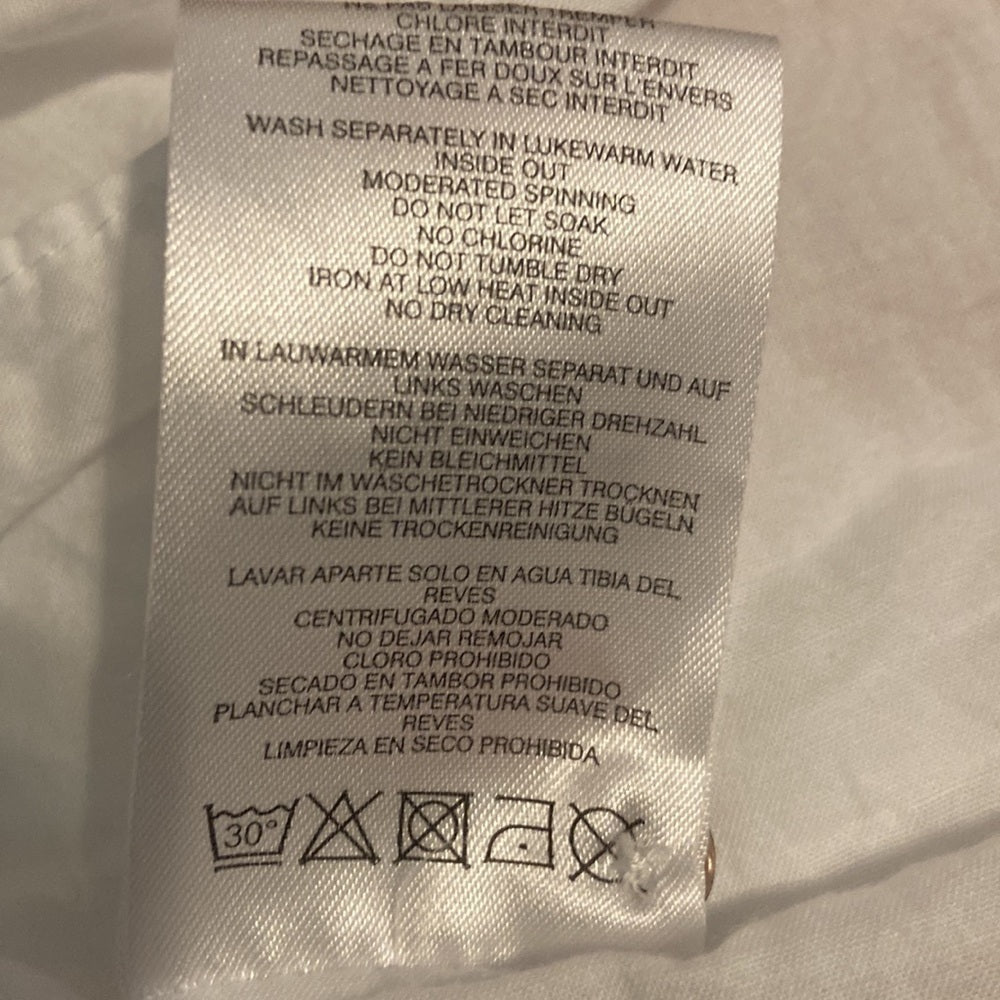 NE PAS LAISSER TREMPER
CHLORE INTERDIT
SECHAGE EN TAMBOUR INTERDIT
REPASSAGE A FER DOUX SUR L'ENVERS
NETTOYAGE A SEC INTERDIT
WASH SEPARATELY IN LUKEWARM WATER
INSIDE OUT
MODERATED SPINNING
DO NOT LET SOAK
NO CHLORINE
DO NOT TUMBLE DRY
IRON AT LOW HEAT INSIDE OUT
NO DRY CLEANING
IN LAUWARMEM WASSER SEPARAT UND AUF
LINKS WASCHEN
SCHLEUDERN BEI NIEDRIGER DREHZAHL
NICHT EINWEICHEN
KEIN BLEICHMITTEL
NICHT IM WÄSCHETROCKNER TROCKNEN
AUF LINKS BEI MITTLERER HITZE BÜGELN
KEINE TROCKENREINIGUNG
LAVAR APARTE SOLO EN AGUA TIBIA DEL
REVES
CENTRIFUGADO MODERADO
NO DEJAR REMOJAR
CLORO PROHIBIDO
SECADO EN TAMBOR PROHIBIDO
PLANCHAR A TEMPERATURA SUAVE DEL
REVES
LIMPIEZA EN SECO PROHIBIDA
30°